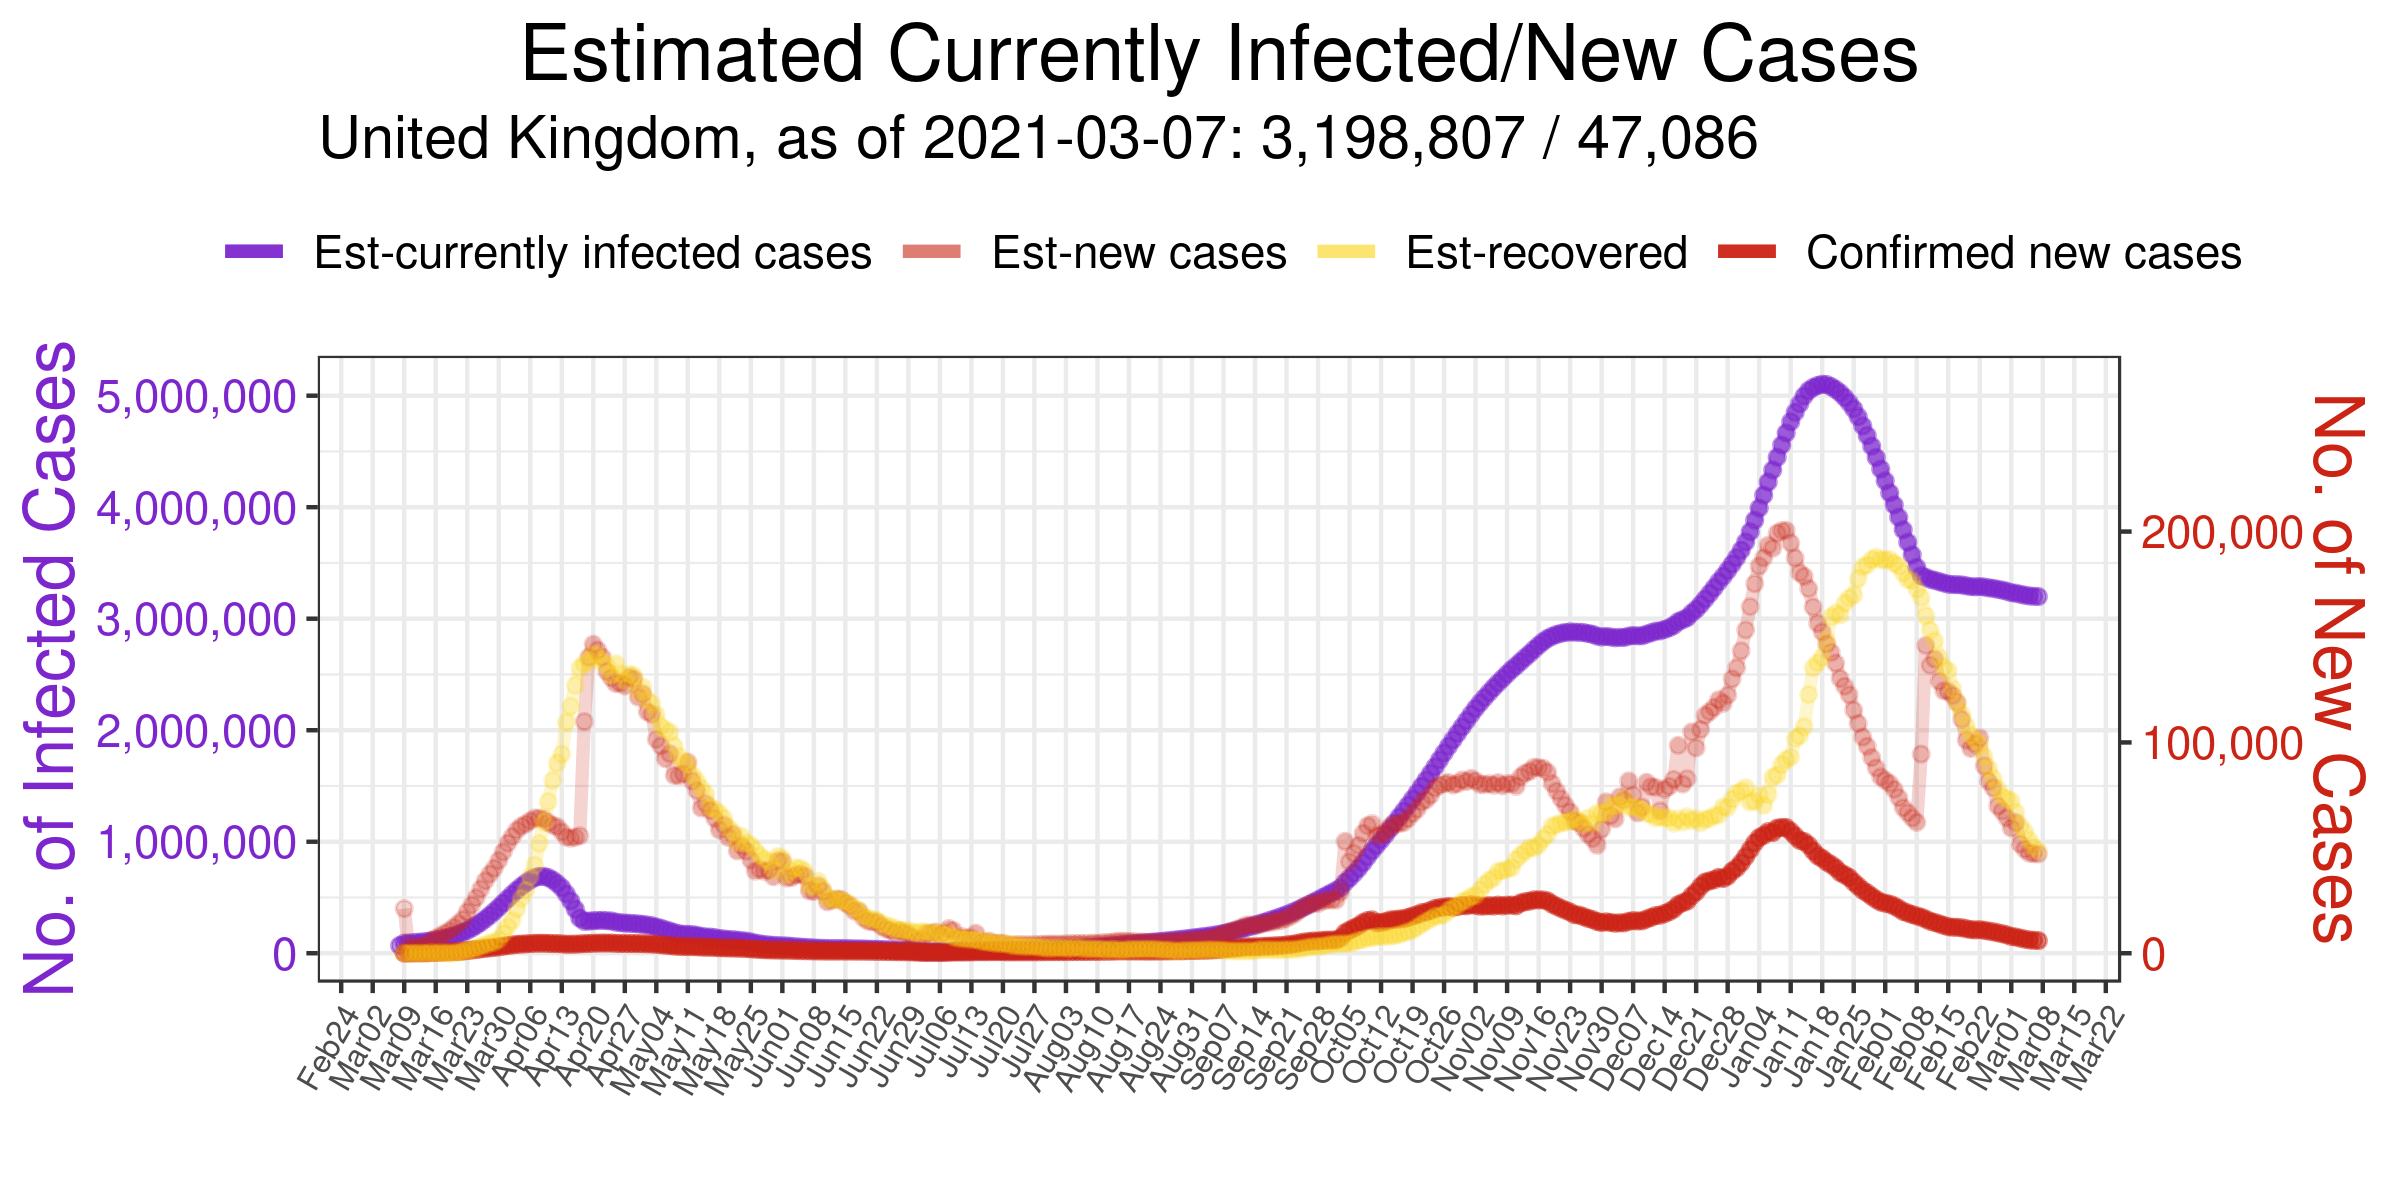 Estimated Currently Infected/New Cases
United Kingdom, as of 2021-03-07: 3,198,807 / 47,086
Est-currently infected cases Est-new cases Est-recovered Confirmed new cases
No. of Infected Cases
5,000,000
4,000,000
3,000,000
2,000,000
1,000,000
0
200,000
100,000
0
No. of New Cases
Feb24 Mar02 Mar09 Mar16 Mar23 Mar30 Apr06 Apr13 Apr20 Apr27 May04 May11 May18 May25 Jun01 Jun08 Jun15 Jun22 Jun29 Jul06 Jul13 Jul20 Jul27 Aug03 Aug10 Aug17 Aug24 Aug31 Sep07 Sep14 Sep21 Sep28 Oct05 Oct12 Oct19 Oct26 Nov02 Nov09 Nov16 Nov23 Nov30 Dec07 Dec14 Dec21 Dec28 Jan04 Jan11 Jan18 Jan25 Feb01 Feb08 Feb15 Feb22 Mar01 Mar08 Mar15 Mar22